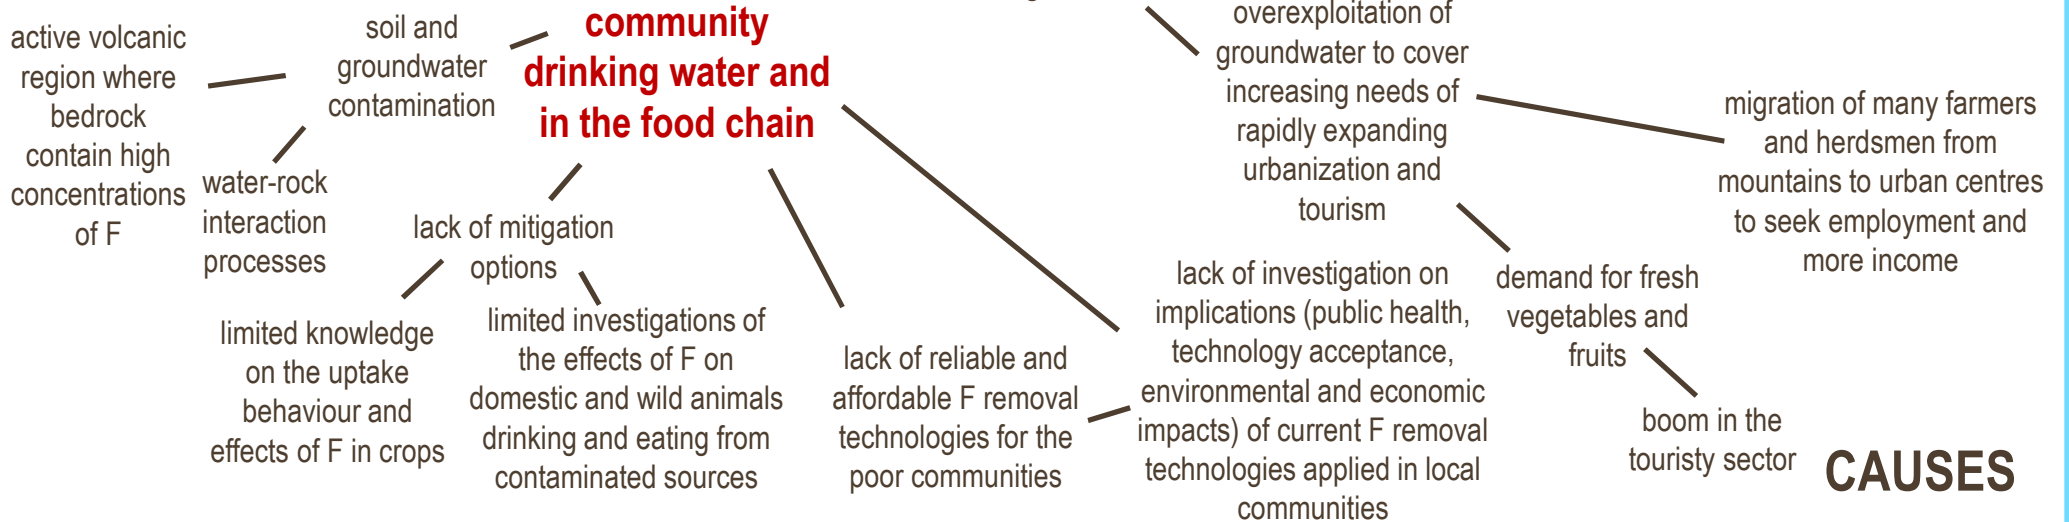 active volcanic
region where
bedrock
contain high
concentrations
of F
soil and
groundwater
contamination
water-rock
interaction
processes
community
drinking water and
in the food chain
lack of mitigation
options
limited knowledge
on the uptake
behaviour and
effects of F in crops
limited investigations of
the effects of F on
domestic and wild animals
drinking and eating from
contaminated sources
lack of reliable and
affordable F removal
technologies for the
poor communities
lack of investigation on
implications (public health,
technology acceptance,
environmental and economic
impacts) of current F removal
technologies applied in local
communities
overexploitation of
groundwater to cover
increasing needs of
rapidly expanding
urbanization and
tourism
demand for fresh
vegetables and
fruits
boom in the
touristy sector
migration of many farmers
and herdsmen from
mountains to urban centres
to seek employment and
more income
CAUSES